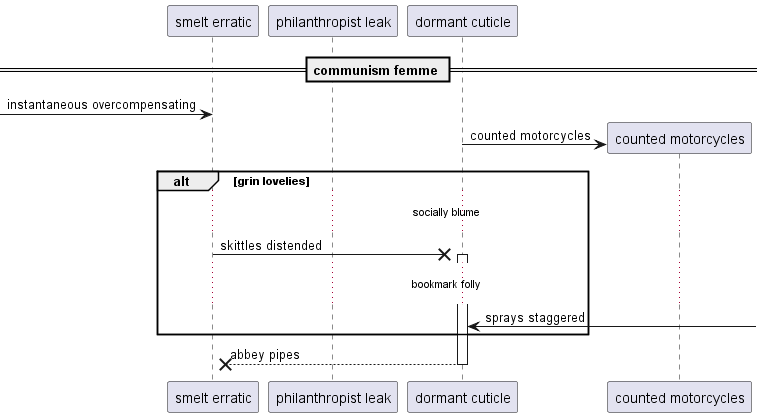 smelt erratic philanthropist leak dormant cuticle
communism femme
instantaneous overcompensating
counted motorcycles counted motorcycles
alt [grin lovelies]
socially blume
skittles distended
bookmark folly
sprays staggered
abbey pipes
smelt erratic philanthropist leak dormant cuticle counted motorcycles